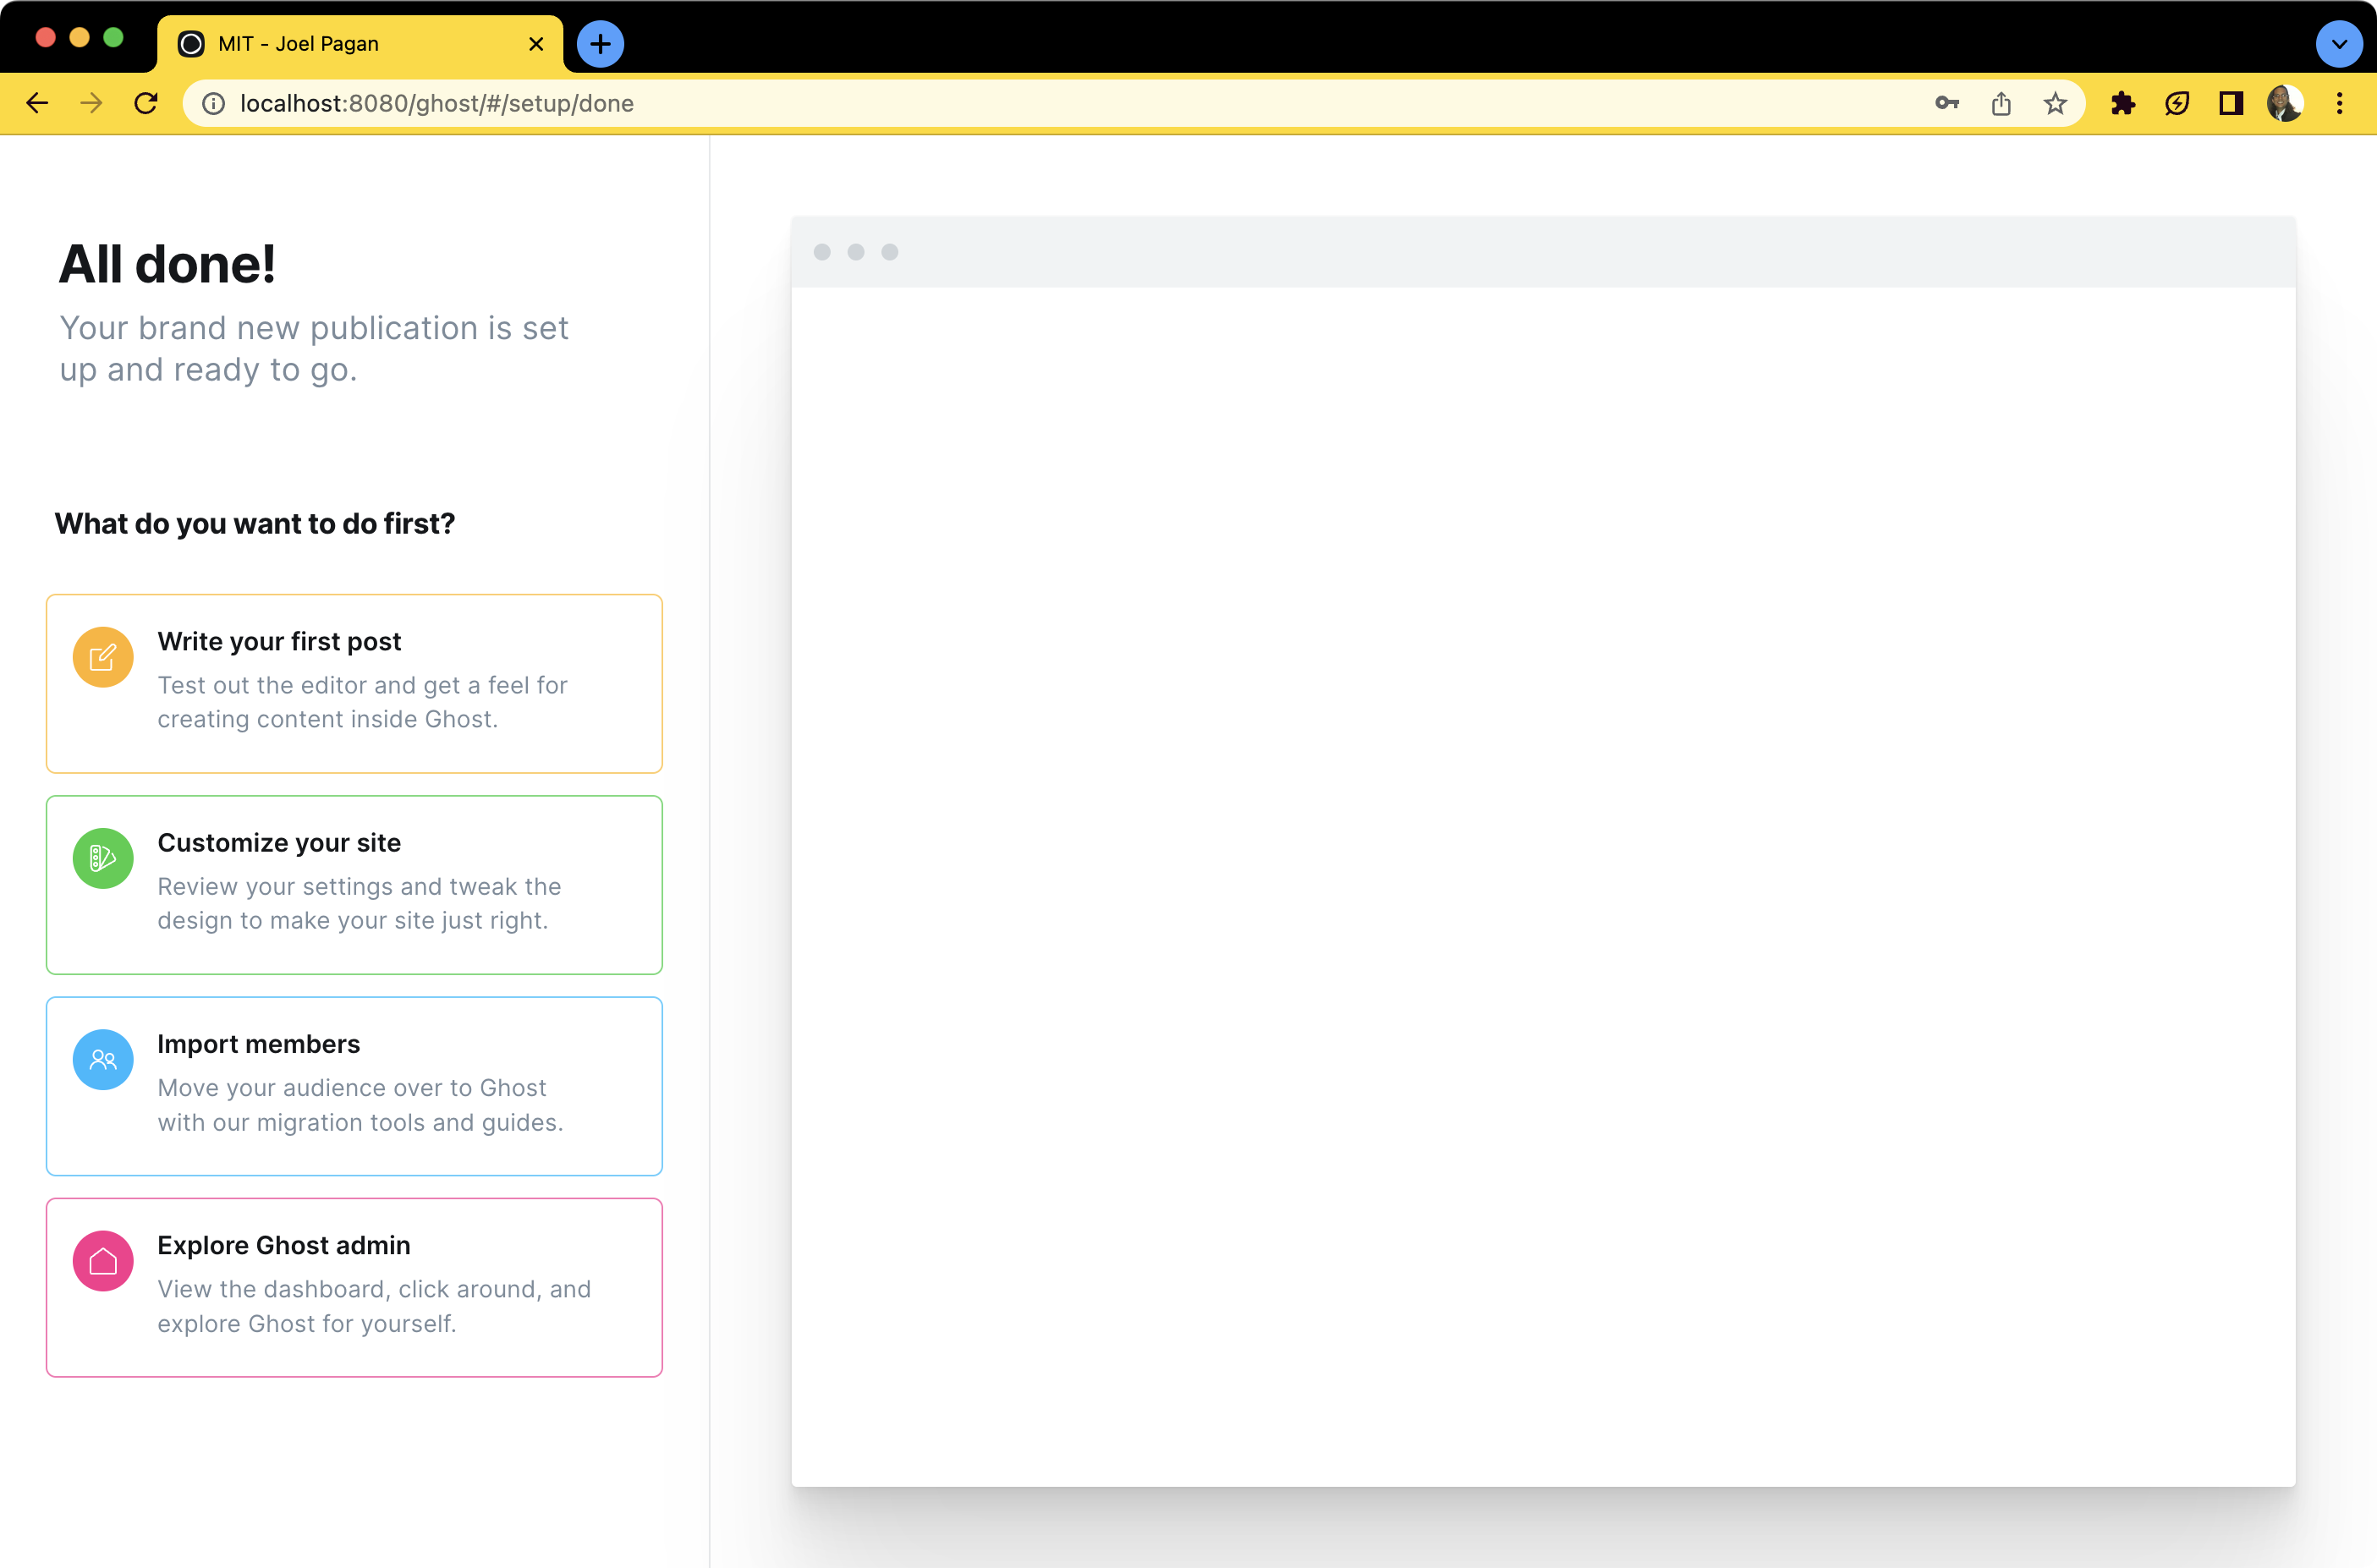 MIT - Joel Pagan
localhost:8080/ghost/#/setup/done
All done!
Your brand new publication is set
up and ready to go.
What do you want to do first?
Write your first post
Test out the editor and get a feel for
creating content inside Ghost.
Customize your site
Review your settings and tweak the
design to make your site just right.
Import members
Move your audience over to Ghost
with our migration tools and guides.
Explore Ghost admin
View the dashboard, click around, and
explore Ghost for yourself.